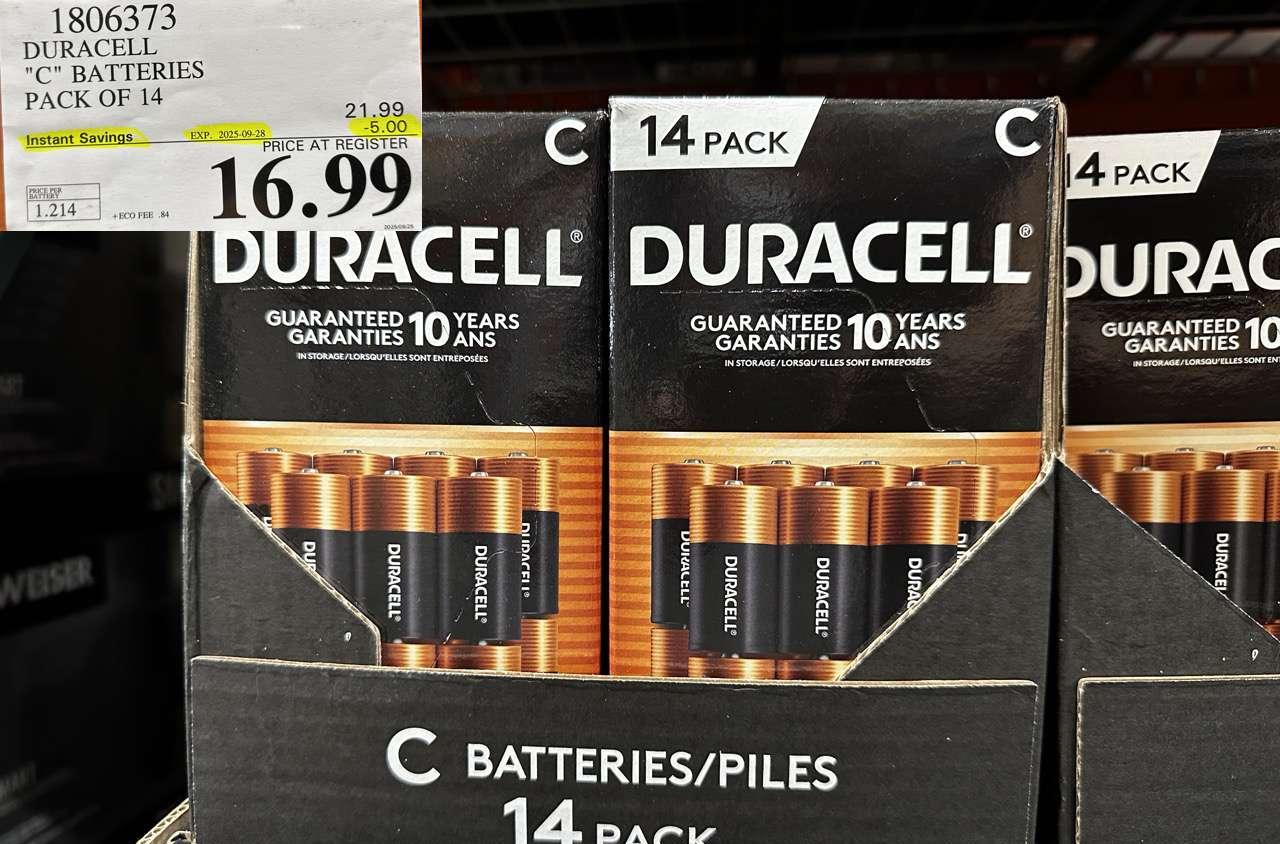 1806373
DURACELL
"C" BATTERIES
PACK OF 14
21.99
Instant Savings EXP. 2025-09-28 -5.00
PRICE AT REGISTER
16.99
PRICE PER
BATTERY
1.214
+ECO FEE .84
2025/08/25
C
DURACELL®
GUARANTEED 10 YEARS
GARANTIES ANS
IN STORAGE/LORSQU'ELLES SONT ENTREPOSÉES
DURACELL®
DURACELL®
DURACELL®
14 PACK C
DURACELL®
GUARANTEED 10 YEARS
GARANTIES ANS
IN STORAGE/LORSQU'ELLES SONT ENTREPOSÉES
DURACELL®
DURACELL®
DURACELL®
14 PACK
DURAC
GUARANTEED 10
GARANTIES
IN STORAGE/LORSQU'ELLES SONT EN
DURACELL
WEISER
C BATTERIES/PILES
14 PACK